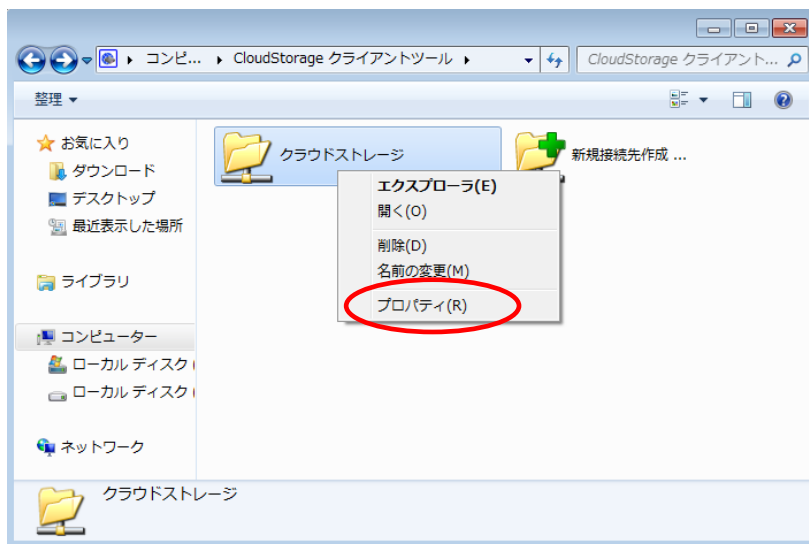 コンピ... ▸ CloudStorage クライアントツール ▸
CloudStorage クライアント...
整理
お気に入り
ダウンロード
デスクトップ
最近表示した場所
ライブラリ
コンピューター
ローカル ディスク (
ローカル ディスク (
ネットワーク
クラウドストレージ
新規接続先作成 ...
エクスプローラ(E)
開く(O)
削除(D)
名前の変更(M)
プロパティ(R)
クラウドストレージ